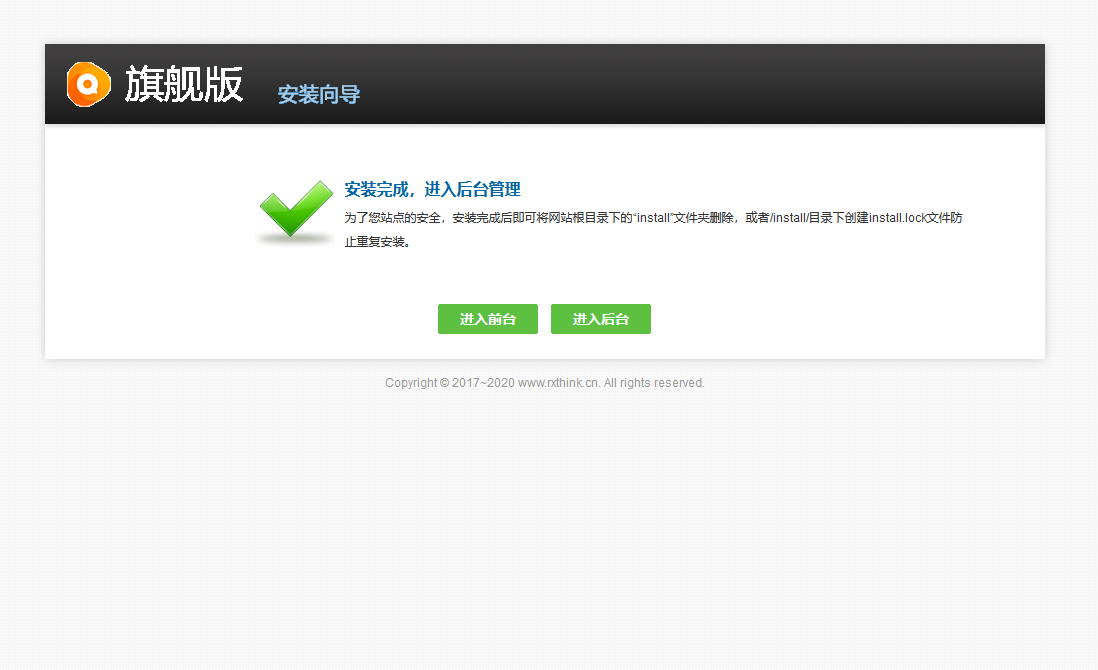 旗舰版 安装向导
安装完成，进入后台管理
为了您站点的安全，安装完成后即可将网站根目录下的“install”文件夹删除，或者/install/目录下创建install.lock文件防
止重复安装。
进入前台 进入后台
Copyright © 2017~2020 www.rxthink.cn. All rights reserved.